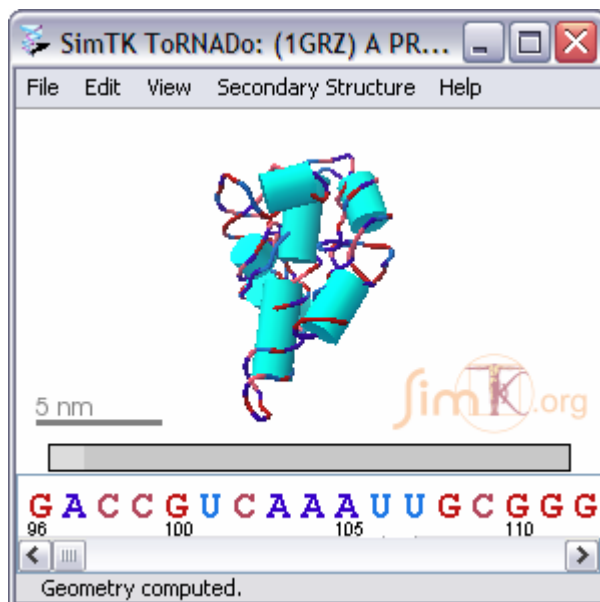 SimTK ToRNADo: (1GRZ) A PR...
File Edit View Secondary Structure Help
5 nm
SimTK.org
G A C C G U C A A A U U G C G G G
96 100 105 110
Geometry computed.